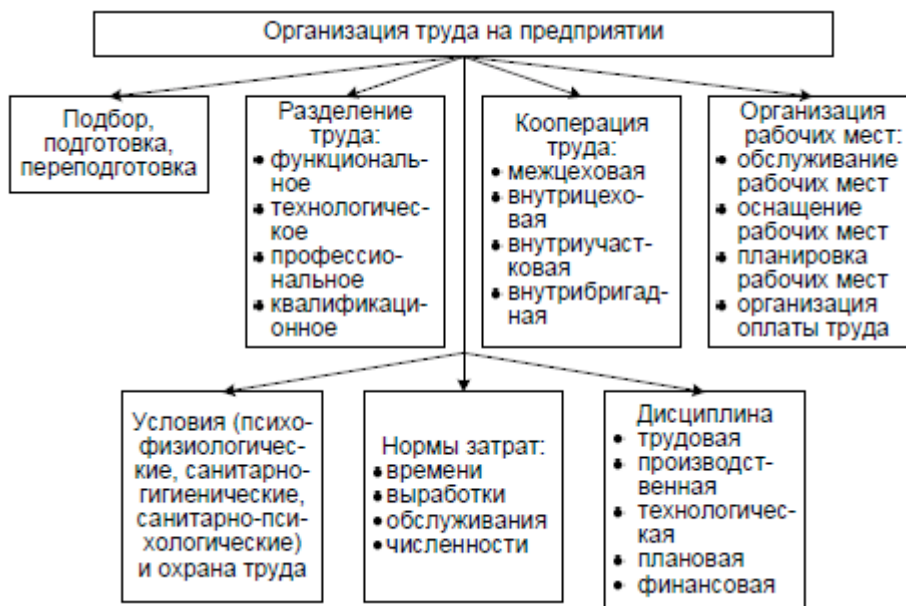 Организация труда на предприятии
Подбор,
подготовка,
переподготовка
Разделение
труда:
• функциональ-
ное
• технологичес-
кое
• профессио-
нальное
• квалификаци-
онное
Кооперация
труда:
• межцеховая
• внутрицехо-
вая
• внутриучаст-
ковая
• внутрибригад-
ная
Организация
рабочих мест:
• обслуживание
рабочих мест
• оснащение
рабочих мест
• планировка
рабочих мест
• организация
оплаты труда
Условия (психо-
физиологичес-
кие, санитарно-
гигиенические,
санитарно-пси-
хологические)
и охрана труда
Нормы затрат:
• времени
• выработки
• обслуживания
• численности
Дисциплина
• трудовая
• производст-
венная
• технологичес-
кая
• плановая
• финансовая